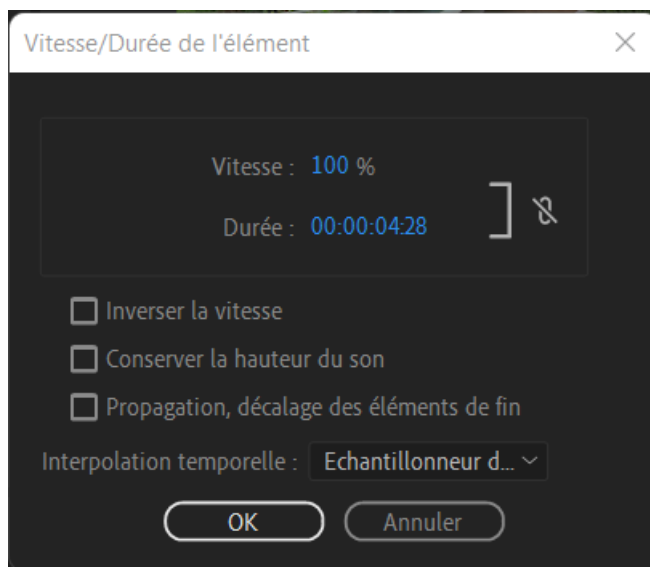 Vitesse/Durée de l'élément
Vitesse : 100 %
Durée : 00:00:04:28
Inverser la vitesse
Conserver la hauteur du son
Propagation, décalage des éléments de fin
Interpolation temporelle : Echantillonneur d...
OK Annuler